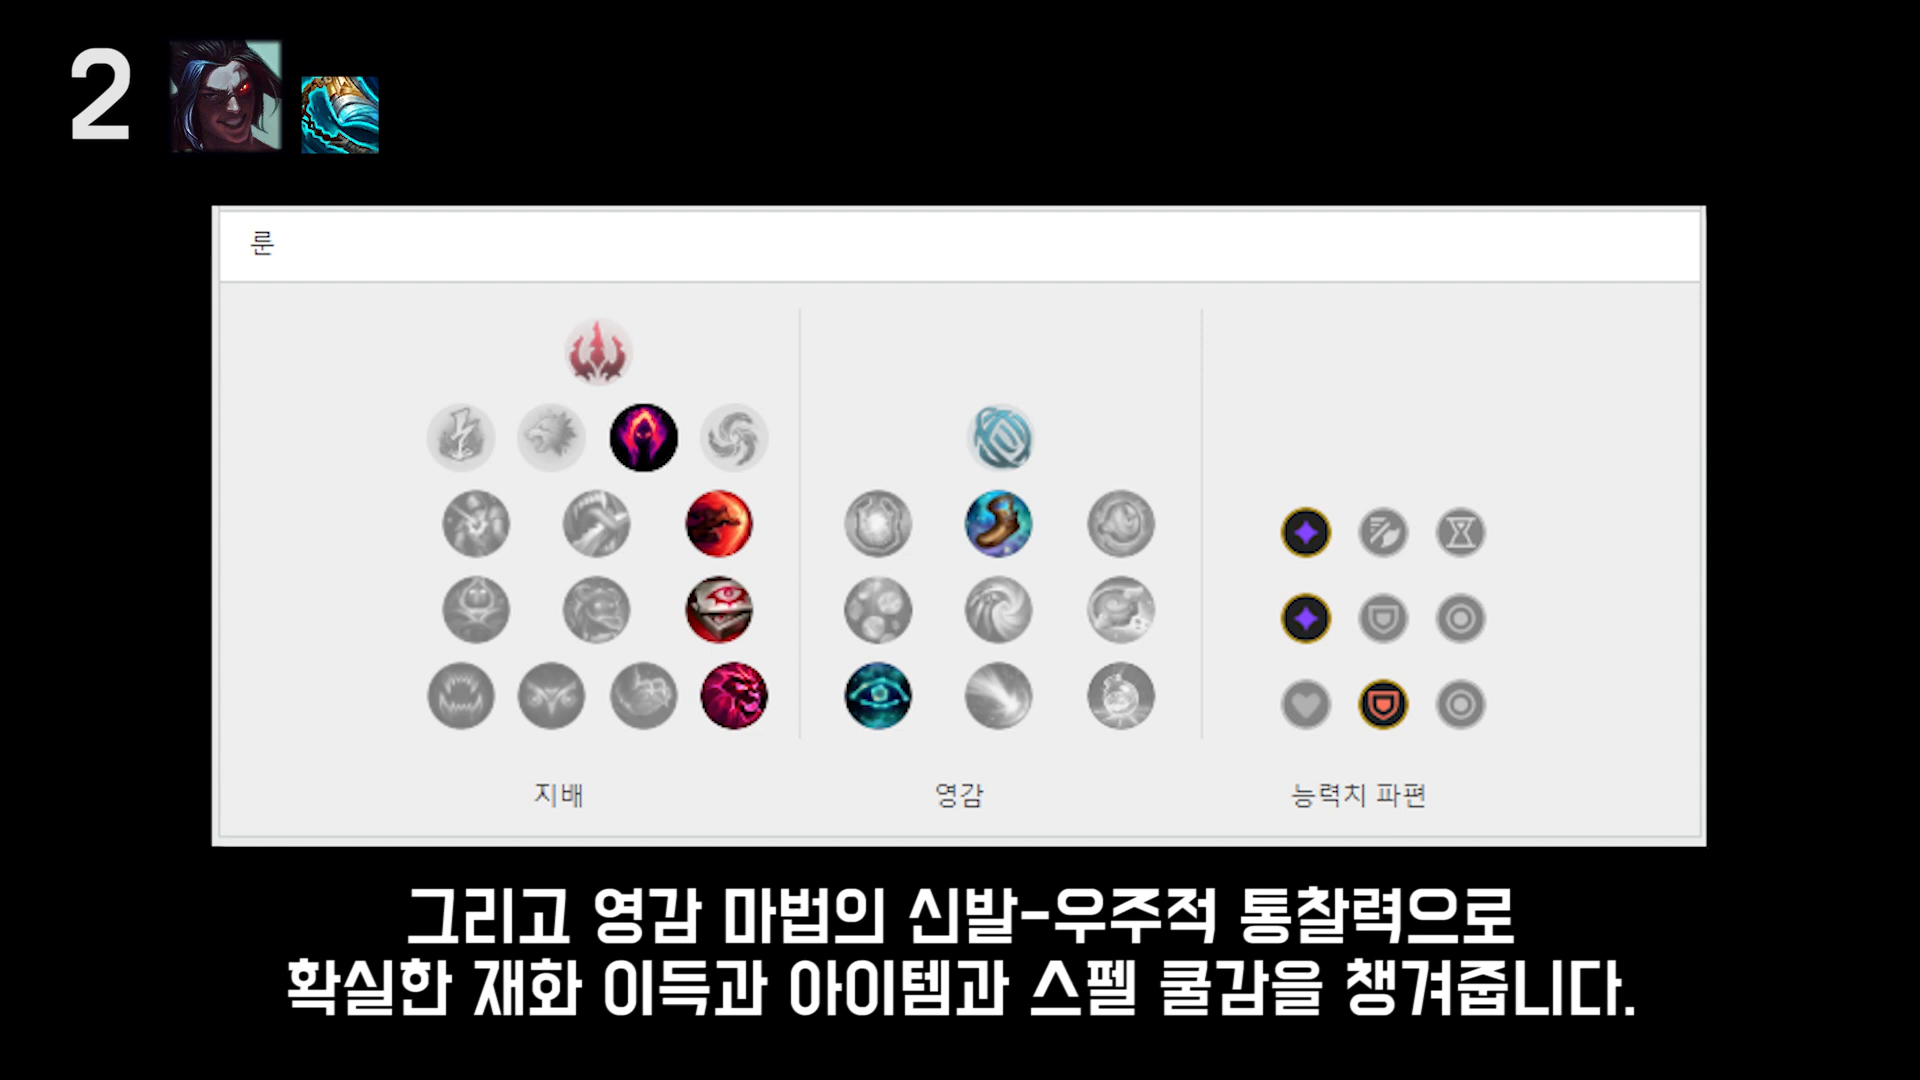 2
룬
지배
영감
능력치 파편
그리고 영감 마법의 신발-우주적 통찰력으로
확실한 재화 이득과 아이템과 스펠 쿨감을 챙겨줍니다.